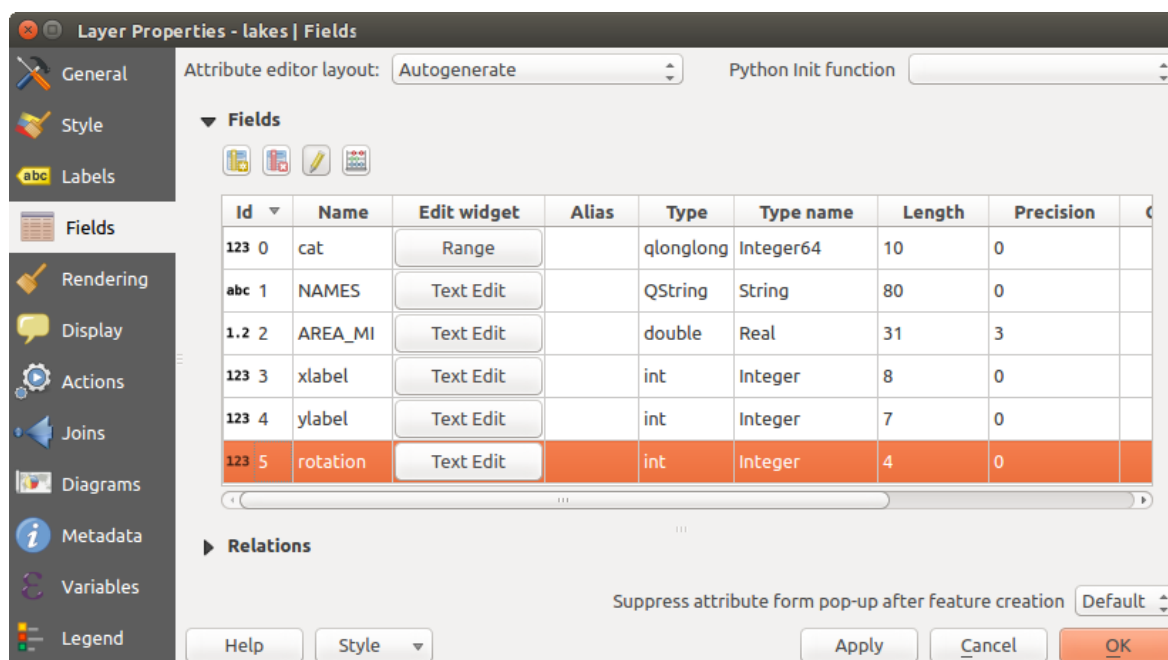 Layer Properties - lakes | Fields
General
Style
abc Labels
Fields
Rendering
Display
Actions
Joins
Diagrams
Metadata
Variables
Legend
Attribute editor layout: Autogenerate Python Init function
Fields
Id Name Edit widget Alias Type Type name Length Precision
123 0 cat Range qlonglong Integer64 10 0
abc 1 NAMES Text Edit QString String 80 0
1.2 2 AREA_MI Text Edit double Real 31 3
123 3 xlabel Text Edit int Integer 8 0
123 4 ylabel Text Edit int Integer 7 0
123 5 rotation Text Edit int Integer 4 0
Relations
Suppress attribute form pop-up after feature creation Default
Help Style Apply Cancel OK